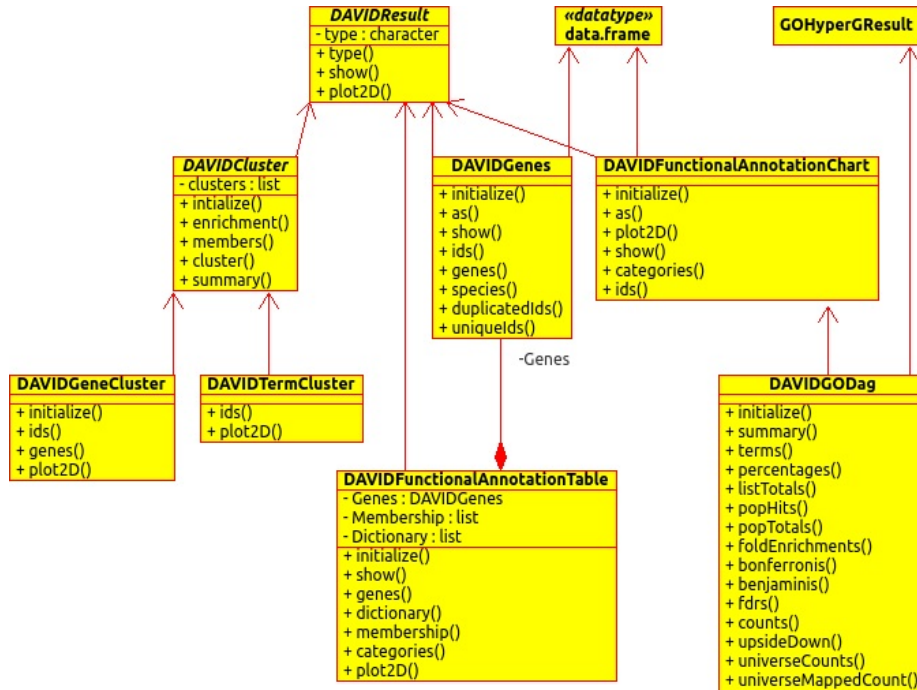 DAVIDResult
- type : character
+ type()
+ show()
+ plot2D()
«datatype»
data.frame
GOHyperGResult
DAVIDCluster
- clusters : list
+ intialize()
+ enrichment()
+ members()
+ cluster()
+ summary()
DAVIDGenes
+ initialize()
+ as()
+ show()
+ ids()
+ genes()
+ species()
+ duplicatedIds()
+ uniqueIds()
DAVIDFunctionalAnnotationChart
+ initialize()
+ as()
+ plot2D()
+ show()
+ categories()
+ ids()
-Genes
DAVIDGeneCluster
+ initialize()
+ ids()
+ genes()
+ plot2D()
DAVIDTermCluster
+ ids()
+ plot2D()
DAVIDFunctionalAnnotationTable
- Genes : DAVIDGenes
- Membership : list
- Dictionary : list
+ initialize()
+ show()
+ genes()
+ dictionary()
+ membership()
+ categories()
+ plot2D()
DAVIDGODag
+ initialize()
+ summary()
+ terms()
+ percentages()
+ listTotals()
+ popHits()
+ popTotals()
+ foldEnrichments()
+ bonferronis()
+ benjaminis()
+ fdrs()
+ counts()
+ upsideDown()
+ universeCounts()
+ universeMappedCount()